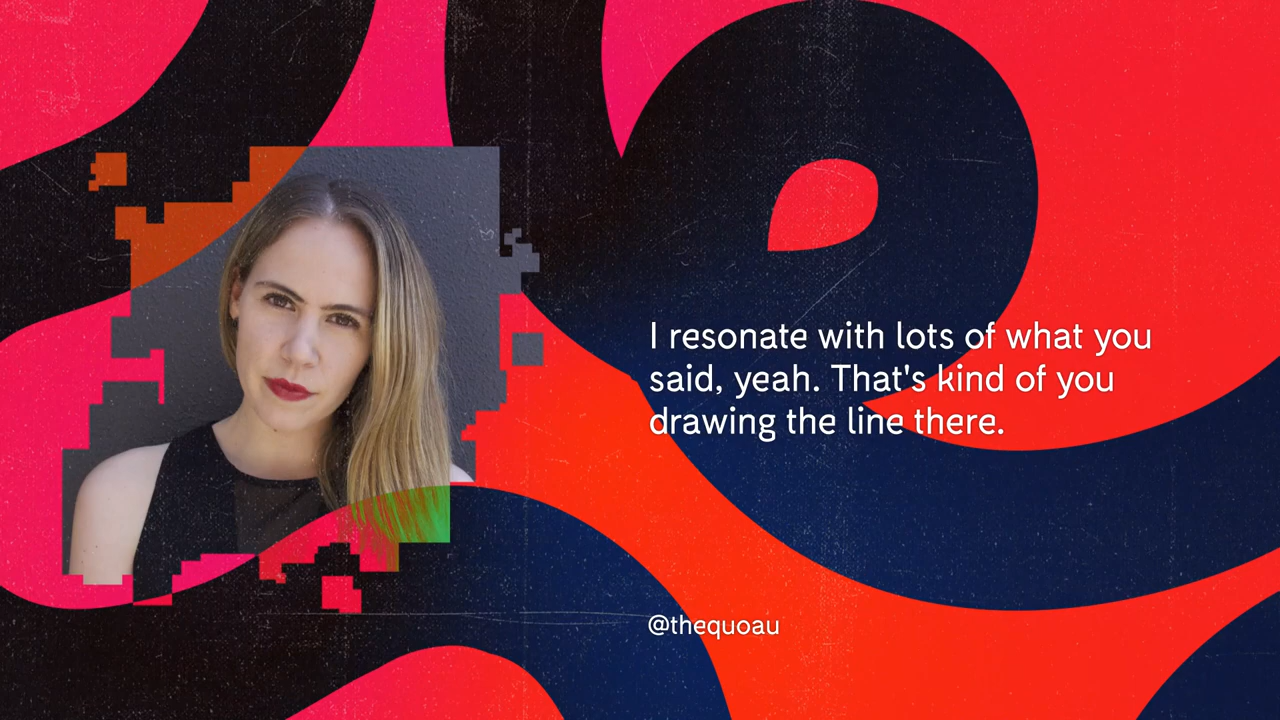 I resonate with lots of what you
said, yeah. That's kind of you
drawing the line there.
@thequoau